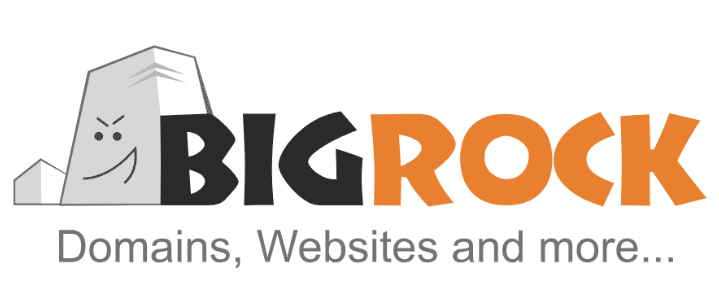 BIGROCK
Domains, Websites and more...